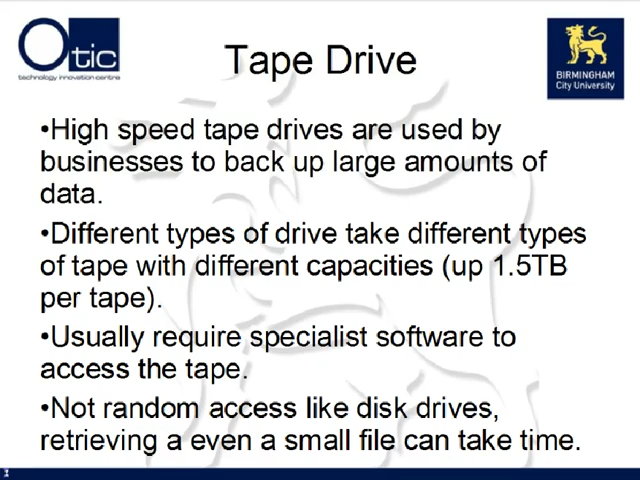 Otic
technology innovation centre
Tape Drive
BIRMINGHAM
City University
•High speed tape drives are used by
businesses to back up large amounts of
data.
•Different types of drive take different types
of tape with different capacities (up 1.5TB
per tape).
•Usually require specialist software to
access the tape.
•Not random access like disk drives,
retrieving a even a small file can take time.